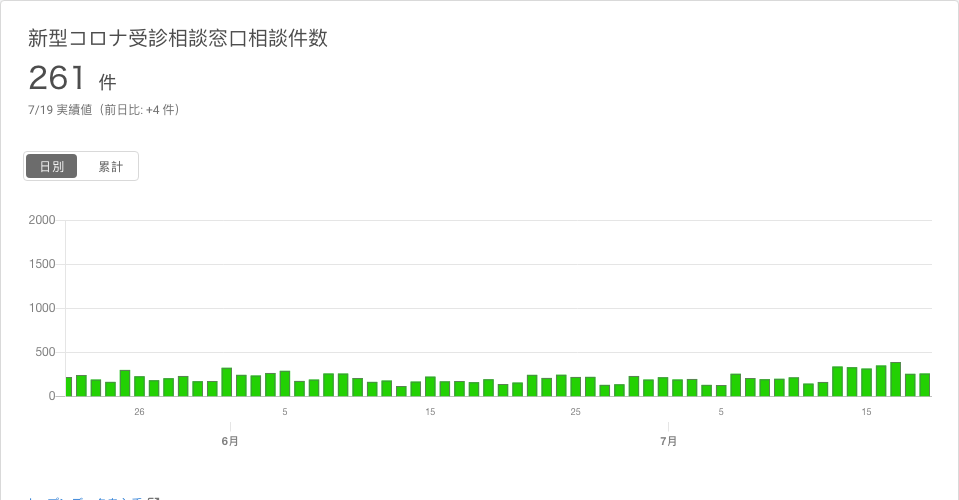 新型コロナ受診相談窓口相談件数
261 件
7/19 実績値（前日比: +4 件）
日別 累計
2000
1500
1000
500
0
26 5 15 25 5 15
6月 7月